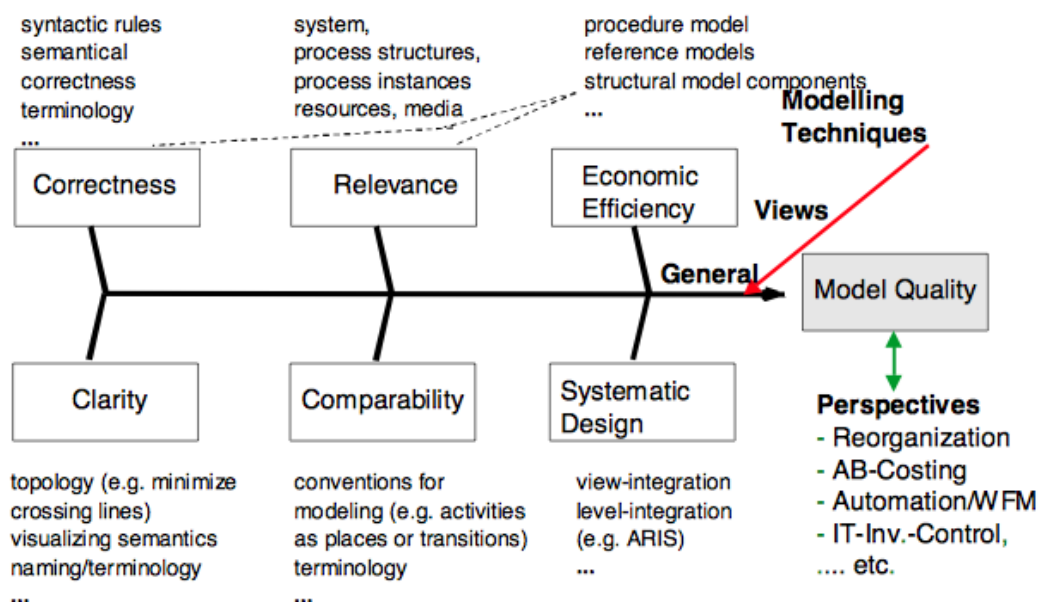 syntactic rules
semantical
correctness
terminology
...
system,
process structures,
process instances
resources, media
procedure model
reference models
structural model components
...
Modelling
Techniques
Correctness
Relevance
Economic
Efficiency
Views
General
Model Quality
Clarity
Comparability
Systematic
Design
Perspectives
- Reorganization
- AB-Costing
- Automation/WFM
- IT-Inv.-Control,
.... etc.
topology (e.g. minimize
crossing lines)
visualizing semantics
naming/terminology
...
conventions for
modeling (e.g. activities
as places or transitions)
terminology
...
view-integration
level-integration
(e.g. ARIS)
...